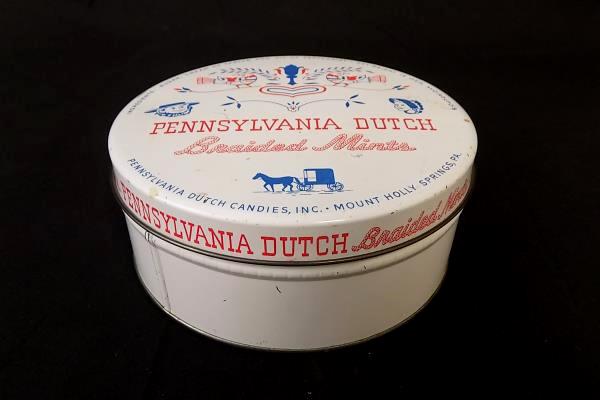 PENNSYLVANIA DUTCH
Braided Mints
PENNSYLVANIA DUTCH CANDIES, INC. • MOUNT HOLLY SPRINGS, PA.
PENNSYLVANIA DUTCH Braided Mints